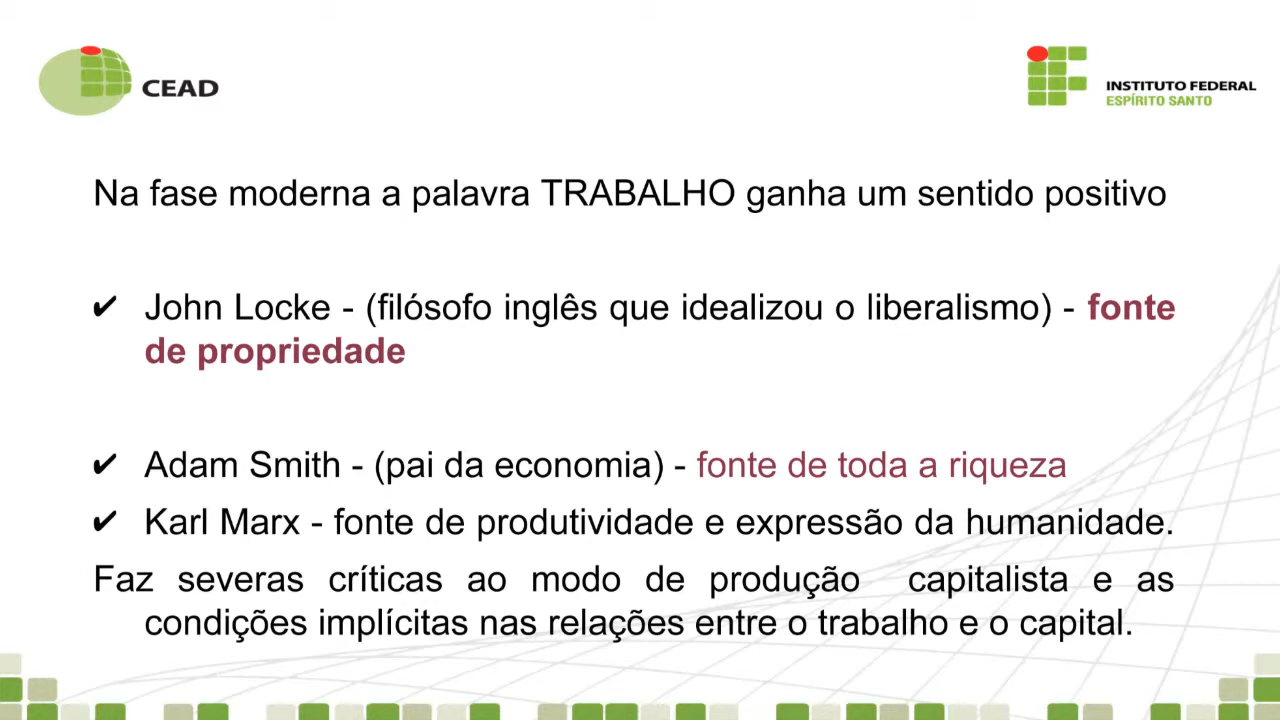 CEAD
INSTITUTO FEDERAL
ESPÍRITO SANTO
Na fase moderna a palavra TRABALHO ganha um sentido positivo
✔ John Locke - (filósofo inglês que idealizou o liberalismo) - fonte
de propriedade
✔ Adam Smith - (pai da economia) - fonte de toda a riqueza
✔ Karl Marx - fonte de produtividade e expressão da humanidade.
Faz severas críticas ao modo de produção capitalista e as
condições implícitas nas relações entre o trabalho e o capital.